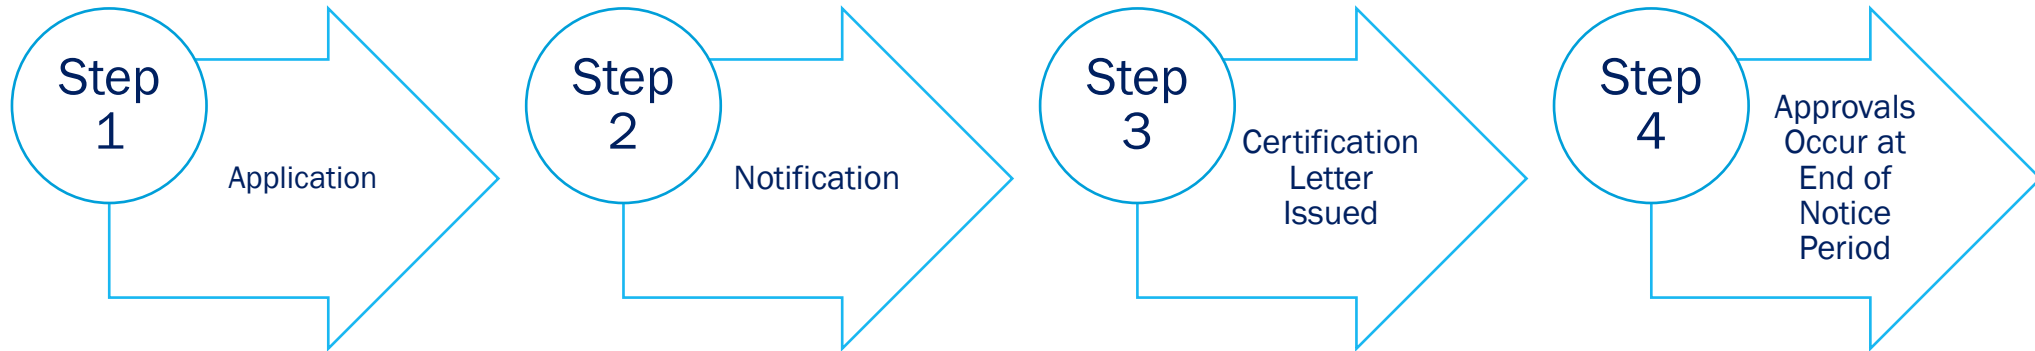 Step
1
Application
Step
2
Notification
Step
3
Certification
Letter
Issued
Step
4
Approvals
Occur at
End of
Notice
Period